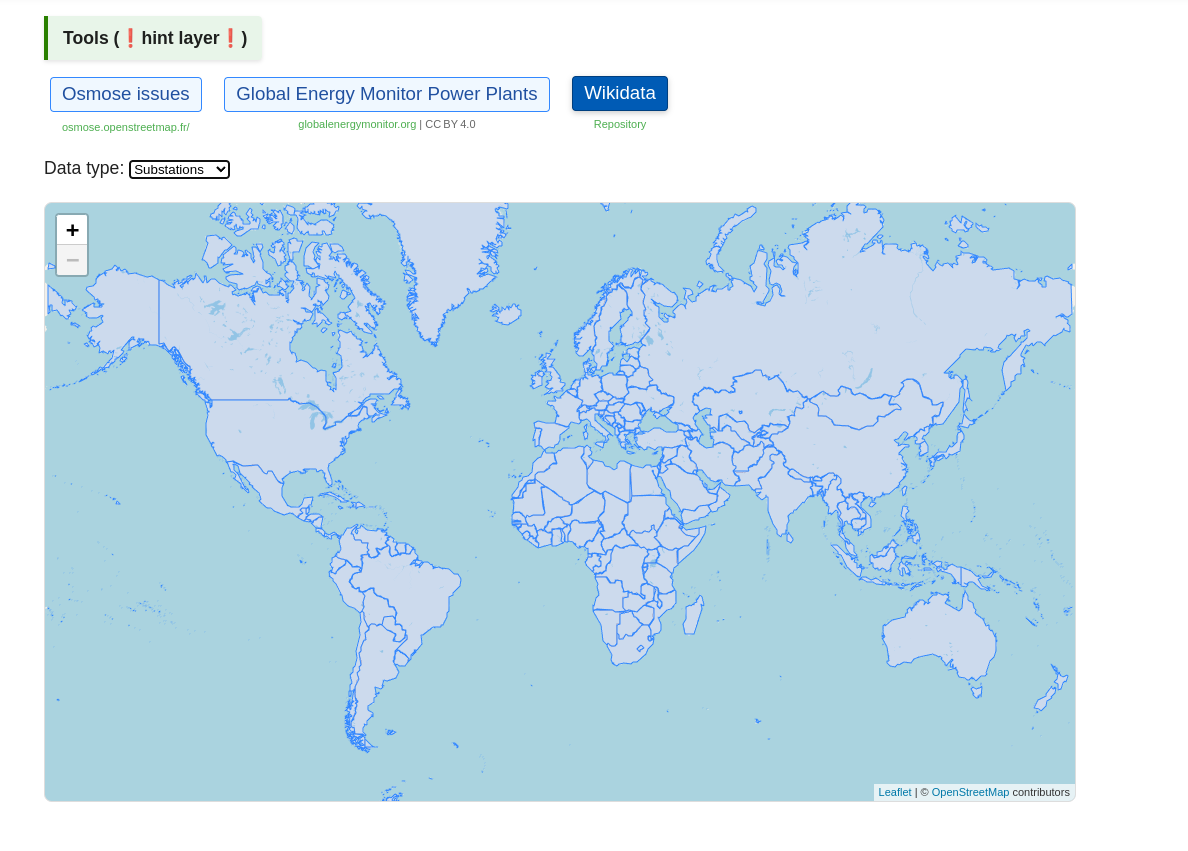 Tools (❗hint layer❗)
Osmose issues
Global Energy Monitor Power Plants
Wikidata
osmose.openstreetmap.fr/
globalenergymonitor.org | CC BY 4.0
Repository
Data type: Substations
+
−
Leaflet | © OpenStreetMap contributors